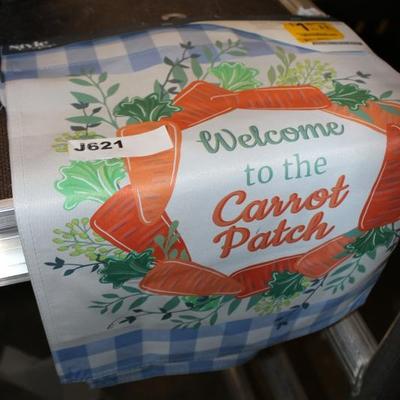 J621
Welcome
to the
Carrot
Patch